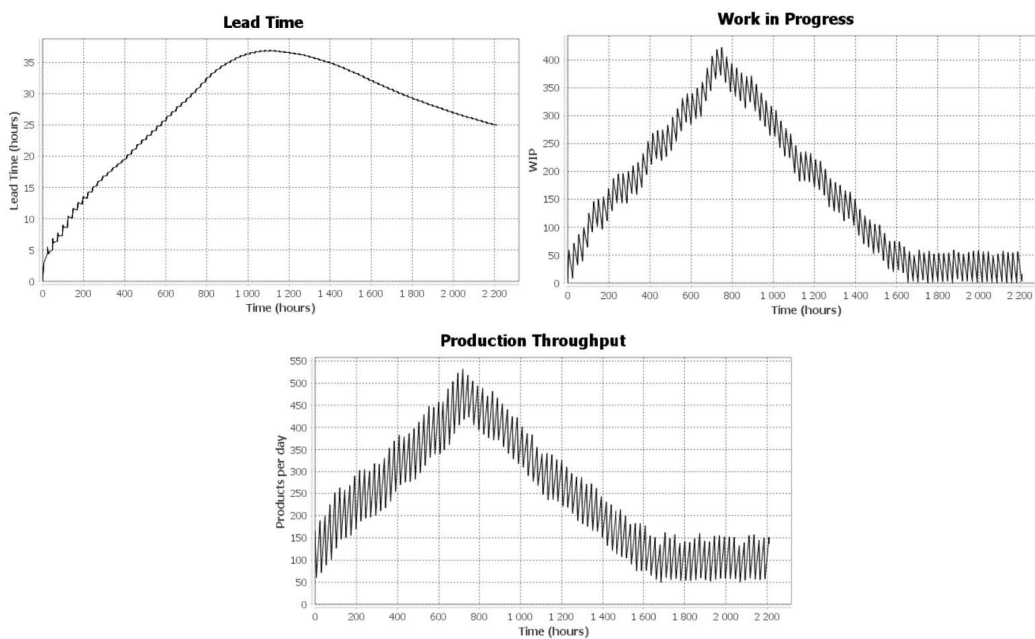 Lead Time
Lead Time (hours)
35
30
25
20
15
10
5
0
0 200 400 600 800 1 000 1 200 1 400 1 600 1 800 2 000 2 200
Time (hours)
Work in Progress
WIP
400
350
300
250
200
150
100
50
0
0 200 400 600 800 1 000 1 200 1 400 1 600 1 800 2 000 2 200
Time (hours)
Production Throughput
Products per day
550
500
450
400
350
300
250
200
150
100
50
0
0 200 400 600 800 1 000 1 200 1 400 1 600 1 800 2 000 2 200
Time (hours)